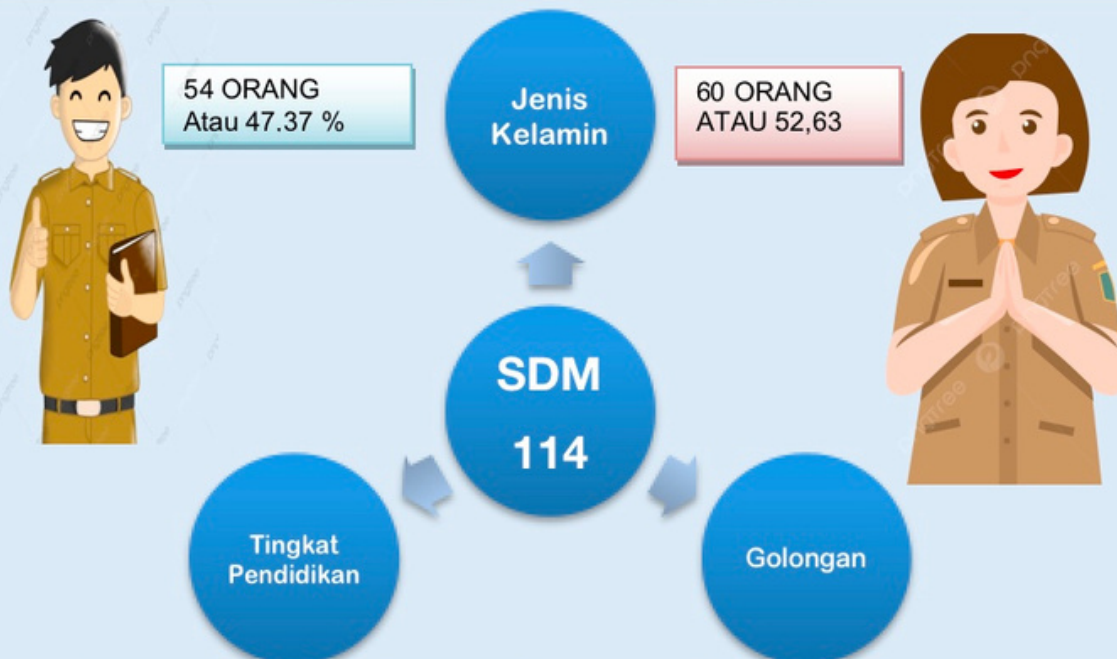 54 ORANG
Atau 47.37 %
Jenis
Kelamin
60 ORANG
ATAU 52,63
SDM
114
Tingkat
Pendidikan
Golongan